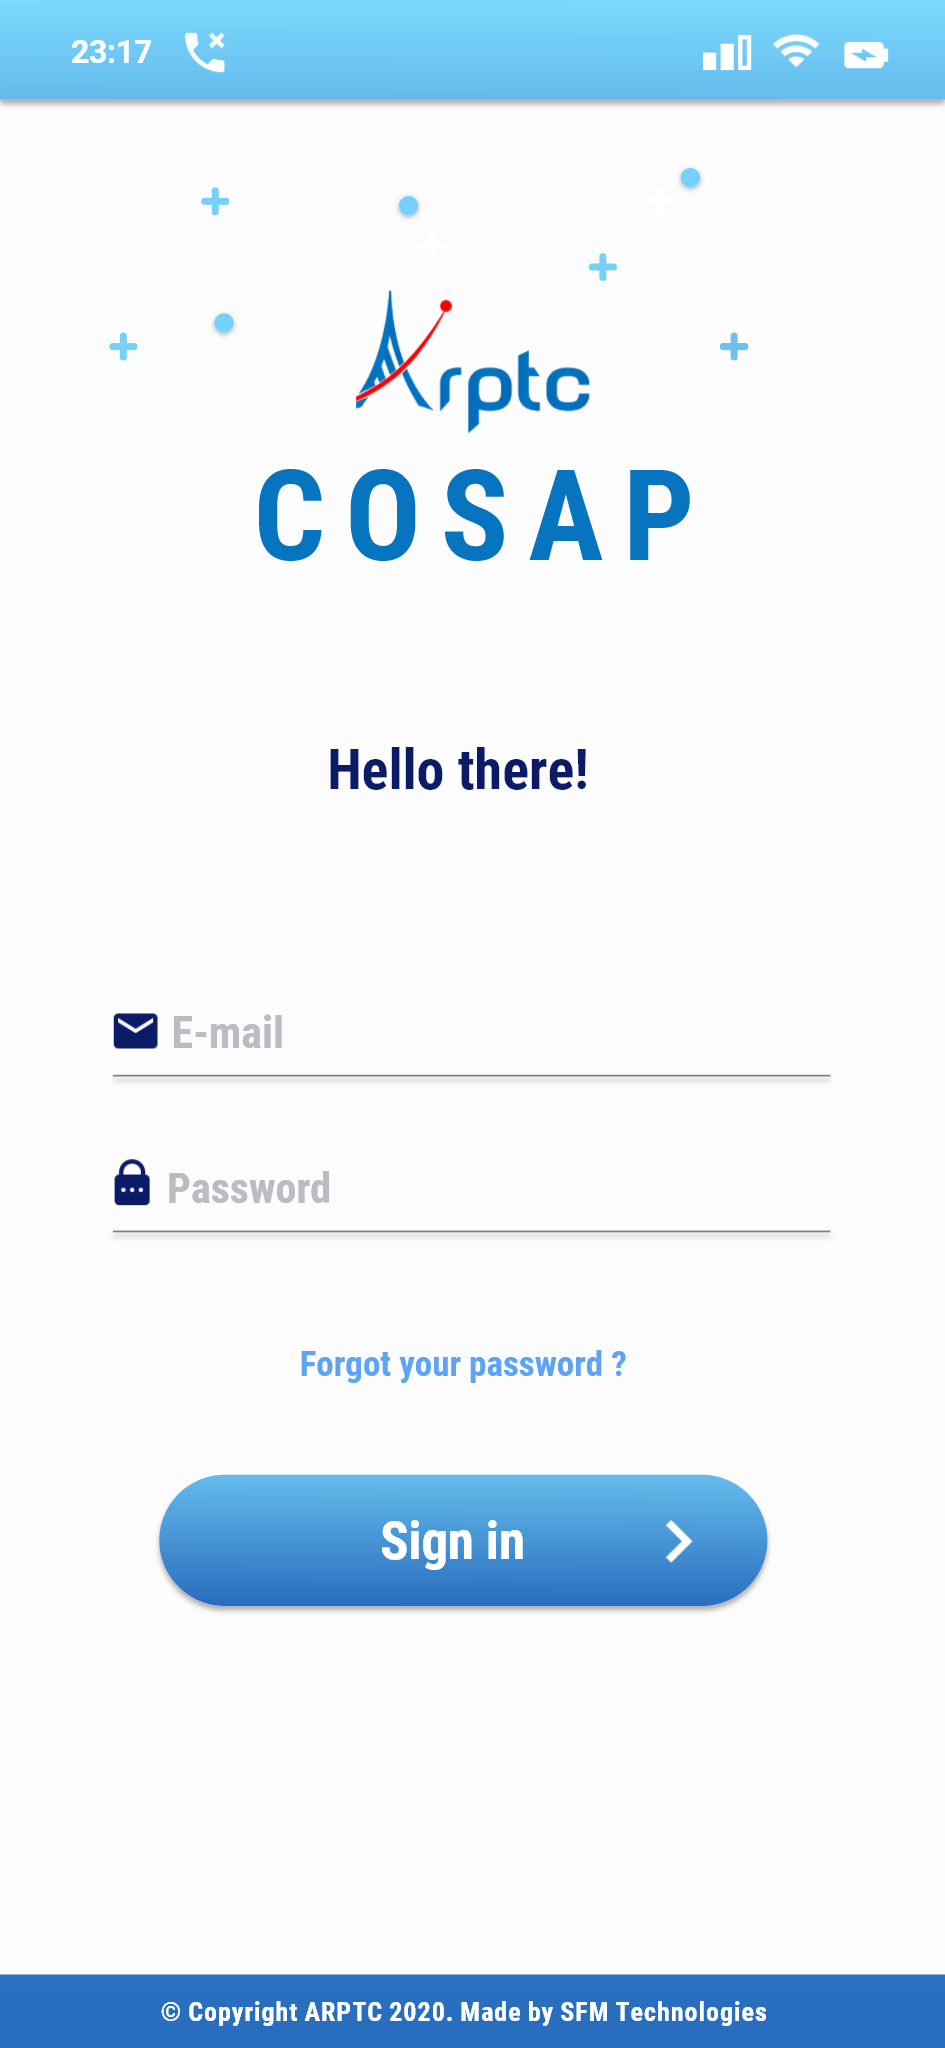 23:17
Arptc
COSAP
Hello there!
E-mail
Password
Forgot your password ?
Sign in
© Copyright ARPTC 2020. Made by SFM Technologies